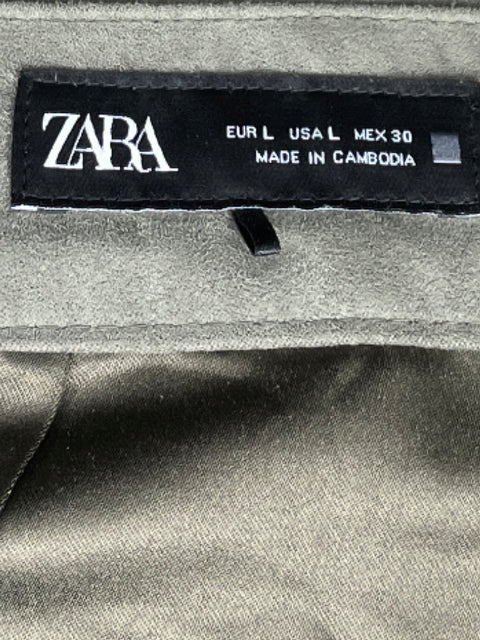 ZARA
EUR L USA L MEX 30
MADE IN CAMBODIA